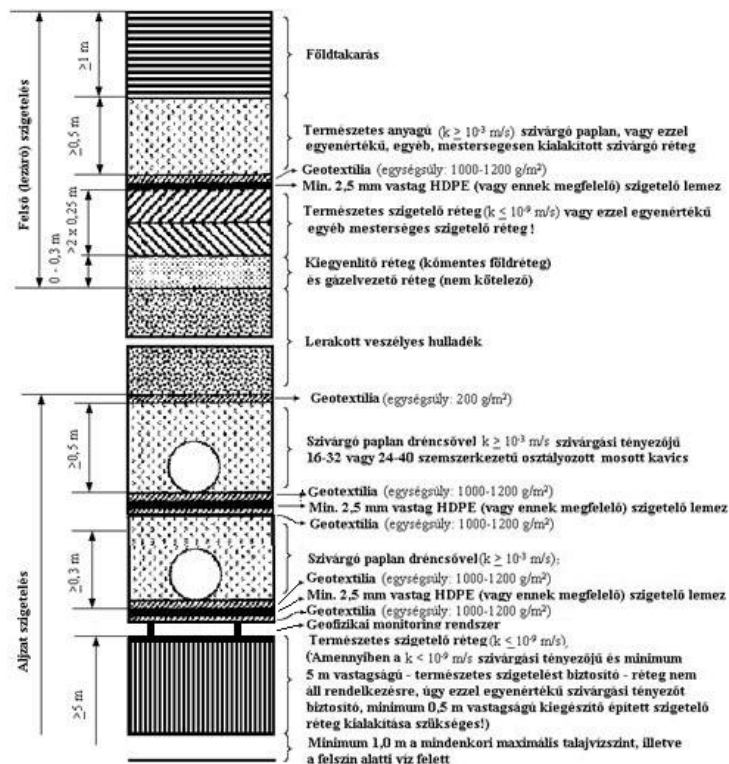 Felső (lezáró) szigetelés
≥1 m
≥0,5 m
≥2 x 0,25 m
0 - 0,3 m
Földtakarás
Természetes anyagú (k ≥ 10⁻³ m/s) szivárgó paplan, vagy ezzel
egyenértékű, egyéb, mestersegesen kialakított szivárgó réteg
Geotextília (egységsúly: 1000-1200 g/m²)
Min. 2,5 mm vastag HDPE (vagy ennek megfelelő) szigetelő lemez
Természetes szigetelő réteg (k ≤ 10⁻⁹ m/s) vagy ezzel egyenértékű
egyéb mesterséges szigetelő réteg!
Kiegyenlítő réteg (kőmentes földréteg)
és gázelvezető réteg (nem kötelező)
Lerakott veszélyes hulladék
Aljzat szigetelés
≥0,5 m
≥0,3 m
≥5 m
Geotextília (egységsúly: 200 g/m²)
Szivárgó paplan dréncsővel k ≥ 10⁻³ m/s szivárgási tényezőjű
16-32 vagy 24-40 szemszerkezetű osztályozott mosott kavics
Geotextília (egységsúly: 1000-1200 g/m²)
Min. 2,5 mm vastag HDPE (vagy ennek megfelelő) szigetelő lemez
Geotextília (egységsúly: 1000-1200 g/m²)
Szivárgó paplan dréncsővel (k ≥ 10⁻³ m/s);
Geotextília (egységsúly: 1000-1200 g/m²)
Min. 2,5 mm vastag HDPE (vagy ennek megfelelő) szigetelő lemez
Geotextília (egységsúly: 1000-1200 g/m²)
Geofizikai monitoring rendszer
Természetes szigetelő réteg (k ≤ 10⁻⁹ m/s),
(Amennyiben a k < 10⁻⁹ m/s szivárgási tényezőjű és minimum
5 m vastagságú - természetes szigetelést biztosító - réteg nem
áll rendelkezésre, úgy ezzel egyenértékű szivárgási tényezőt
biztosító, minimum 0,5 m vastagságú kiegészítő épített szigetelő
réteg kialakítása szükséges!)
Minimum 1,0 m a mindenkori maximális talajvízszint, illetve
a felszín alatti víz felett